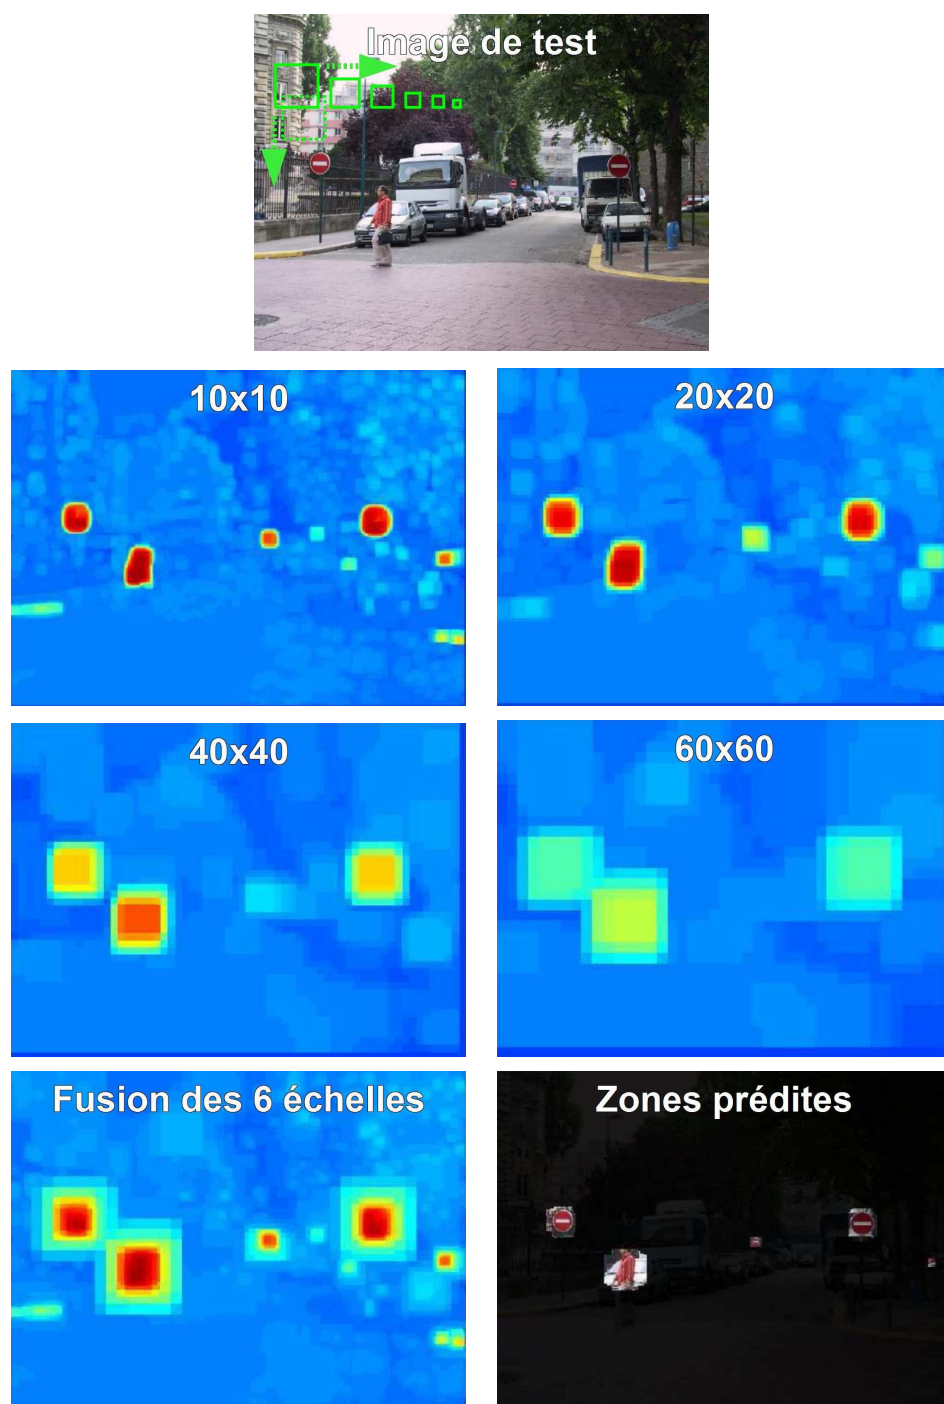 Image de test
10x10
20x20
40x40
60x60
Fusion des 6 échelles
Zones prédites